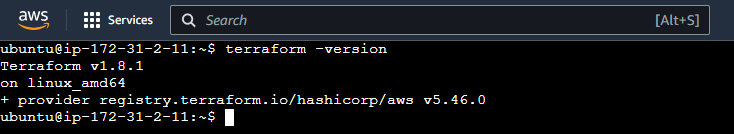 aws Services Search [Alt+S]
ubuntu@ip-172-31-2-11:~$ terraform -version
Terraform v1.8.1
on linux_amd64
+ provider registry.terraform.io/hashicorp/aws v5.46.0
ubuntu@ip-172-31-2-11:~$